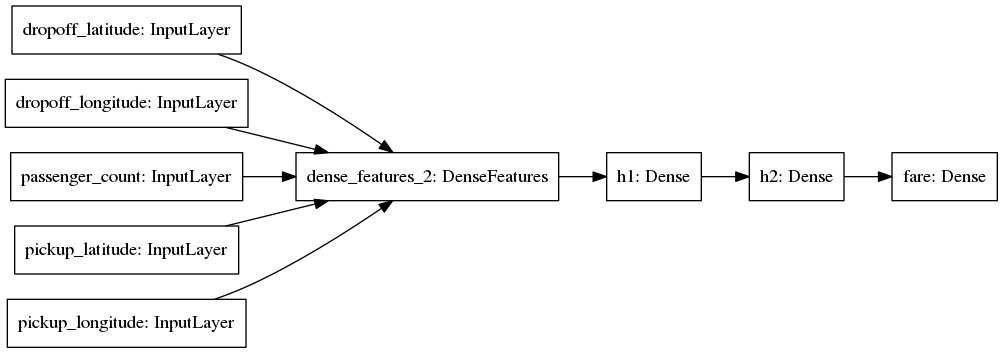 dropoff_latitude: InputLayer
dropoff_longitude: InputLayer
passenger_count: InputLayer
pickup_latitude: InputLayer
pickup_longitude: InputLayer
dense_features_2: DenseFeatures
h1: Dense
h2: Dense
fare: Dense